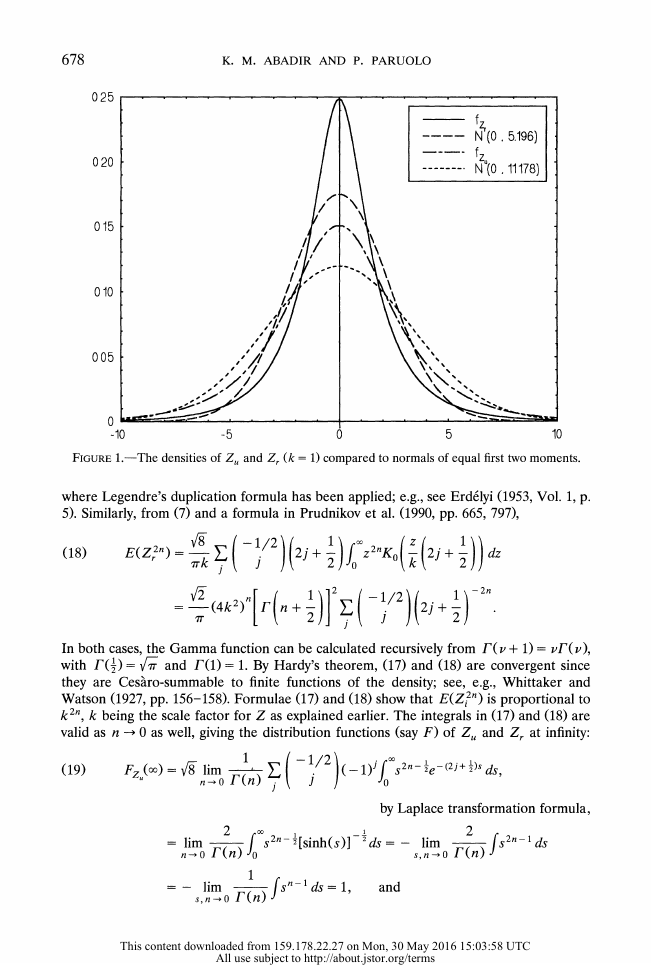 678
K. M. ABADIR AND P. PARUOLO
0 25
0 20
0 15
0 10
0 05
0
-10
-5
0
5
10
f_{Z_r}
N(0 , 5.196)
f_{Z_u}
N(0 , 11178)
FIGURE 1.—The densities of Z_u and Z_r (k = 1) compared to normals of equal first two moments.
where Legendre's duplication formula has been applied; e.g., see Erdélyi (1953, Vol. 1, p.
5). Similarly, from (7) and a formula in Prudnikov et al. (1990, pp. 665, 797),
(18) E(Z_r^{2n}) = \frac{\sqrt{8}}{\pi k} \sum_j \binom{-1/2}{j} \left(2j + \frac{1}{2}\right) \int_0^\infty z^{2n} K_0\left(\frac{z}{k}\left(2j + \frac{1}{2}\right)\right) dz
= \frac{\sqrt{2}}{\pi} (4k^2)^n \left[\Gamma\left(n + \frac{1}{2}\right)\right]^2 \sum_j \binom{-1/2}{j} \left(2j + \frac{1}{2}\right)^{-2n}.
In both cases, the Gamma function can be calculated recursively from Γ(ν + 1) = νΓ(ν),
with Γ(½) = √π and Γ(1) = 1. By Hardy's theorem, (17) and (18) are convergent since
they are Cesàro-summable to finite functions of the density; see, e.g., Whittaker and
Watson (1927, pp. 156–158). Formulae (17) and (18) show that E(Z_i^{2n}) is proportional to
k^{2n}, k being the scale factor for Z as explained earlier. The integrals in (17) and (18) are
valid as n → 0 as well, giving the distribution functions (say F) of Z_u and Z_r at infinity:
(19) F_{Z_u}(∞) = \sqrt{8} \lim_{n→0} \frac{1}{\Gamma(n)} \sum_j \binom{-1/2}{j} (-1)^j \int_0^\infty s^{2n - \frac{1}{2}} e^{-(2j + \frac{1}{2})s} ds,
by Laplace transformation formula,
= \lim_{n→0} \frac{2}{\Gamma(n)} \int_0^\infty s^{2n - \frac{1}{2}} [\sinh(s)]^{-\frac{1}{2}} ds = - \lim_{s,n→0} \frac{2}{\Gamma(n)} \int s^{2n-1} ds
= - \lim_{s,n→0} \frac{1}{\Gamma(n)} \int s^{n-1} ds = 1, and
This content downloaded from 159.178.22.27 on Mon, 30 May 2016 15:03:58 UTC
All use subject to http://about.jstor.org/terms